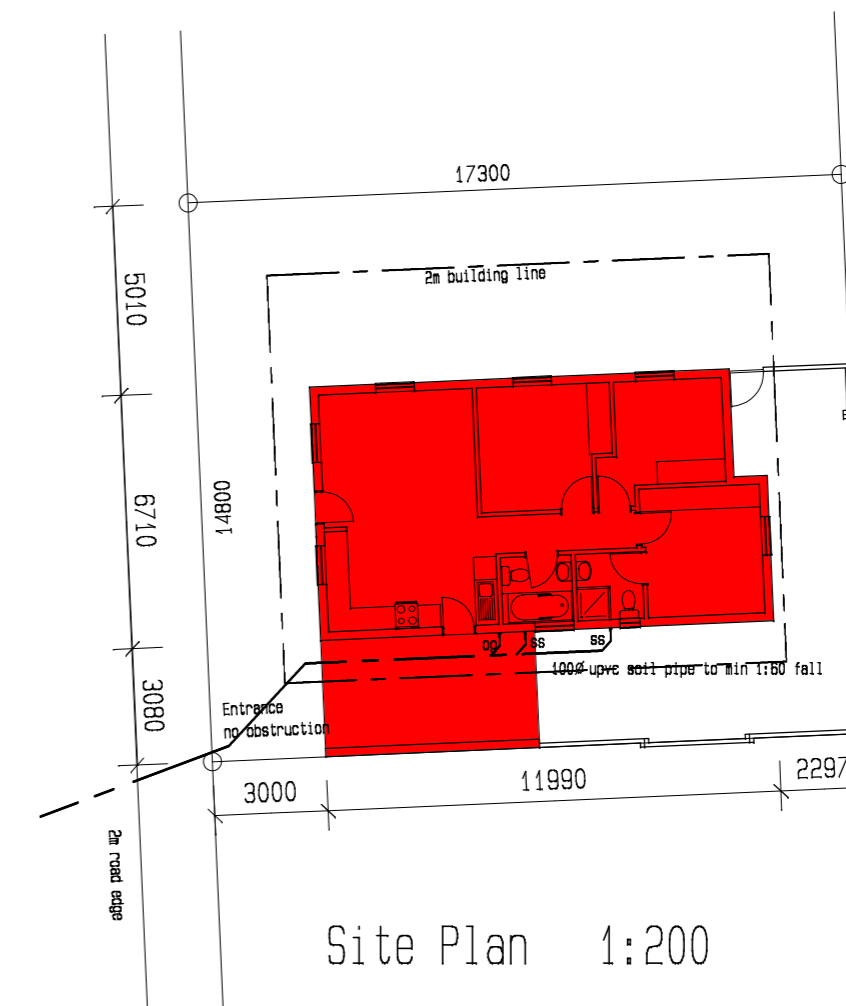 17300
2m building line
5010
6710
14800
3080
og
ss
ss
100Ø upvc soil pipe to min 1:60 fall
Entrance
no obstruction
3000
11990
2297
2m road edge
Site Plan 1:200